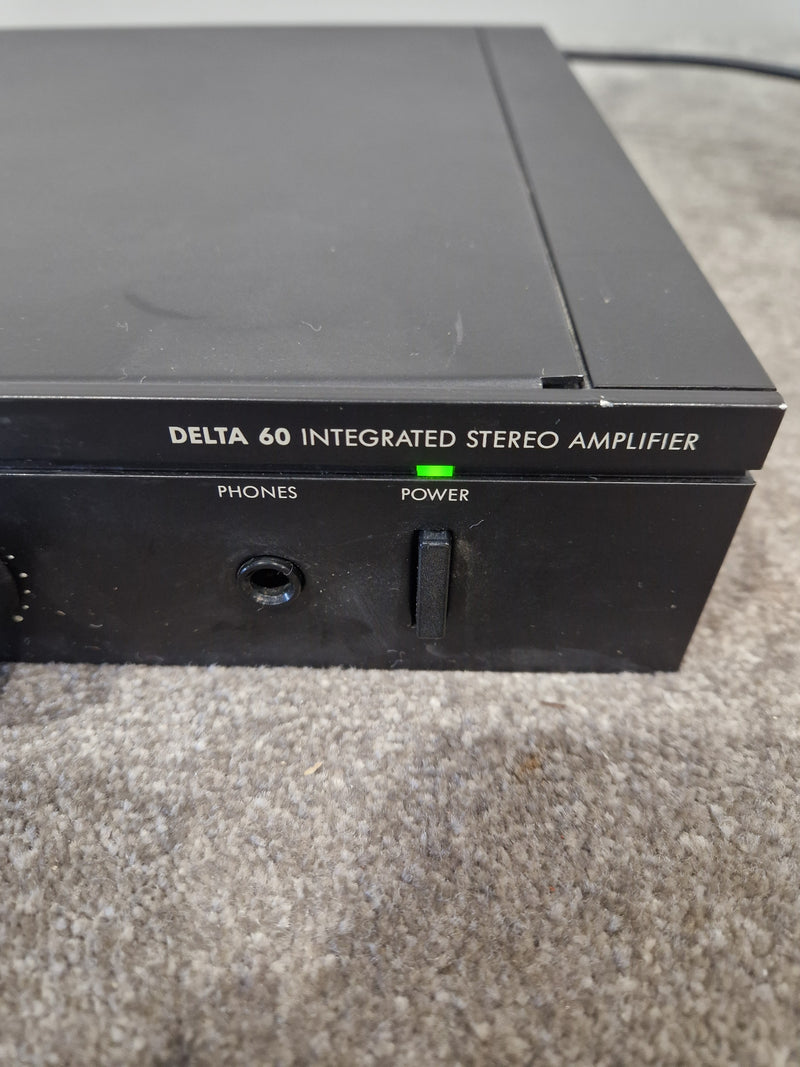 DELTA 60 INTEGRATED STEREO AMPLIFIER
PHONES POWER